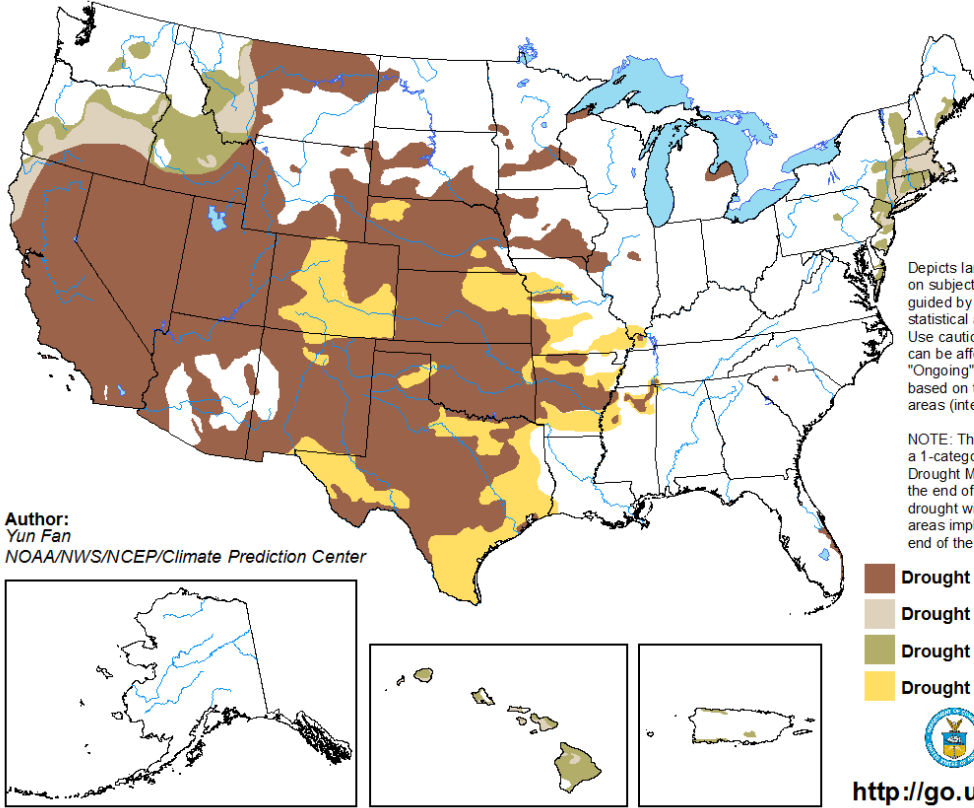 Depicts la
on subject
guided by
statistical
Use cautio
can be affe
"Ongoing"
based on t
areas (inte
NOTE: Th
a 1-catego
Drought M
the end of
drought w
areas impl
end of the
Author:
Yun Fan
NOAA/NWS/NCEP/Climate Prediction Center
Drought
Drought
Drought
Drought
http://go.u